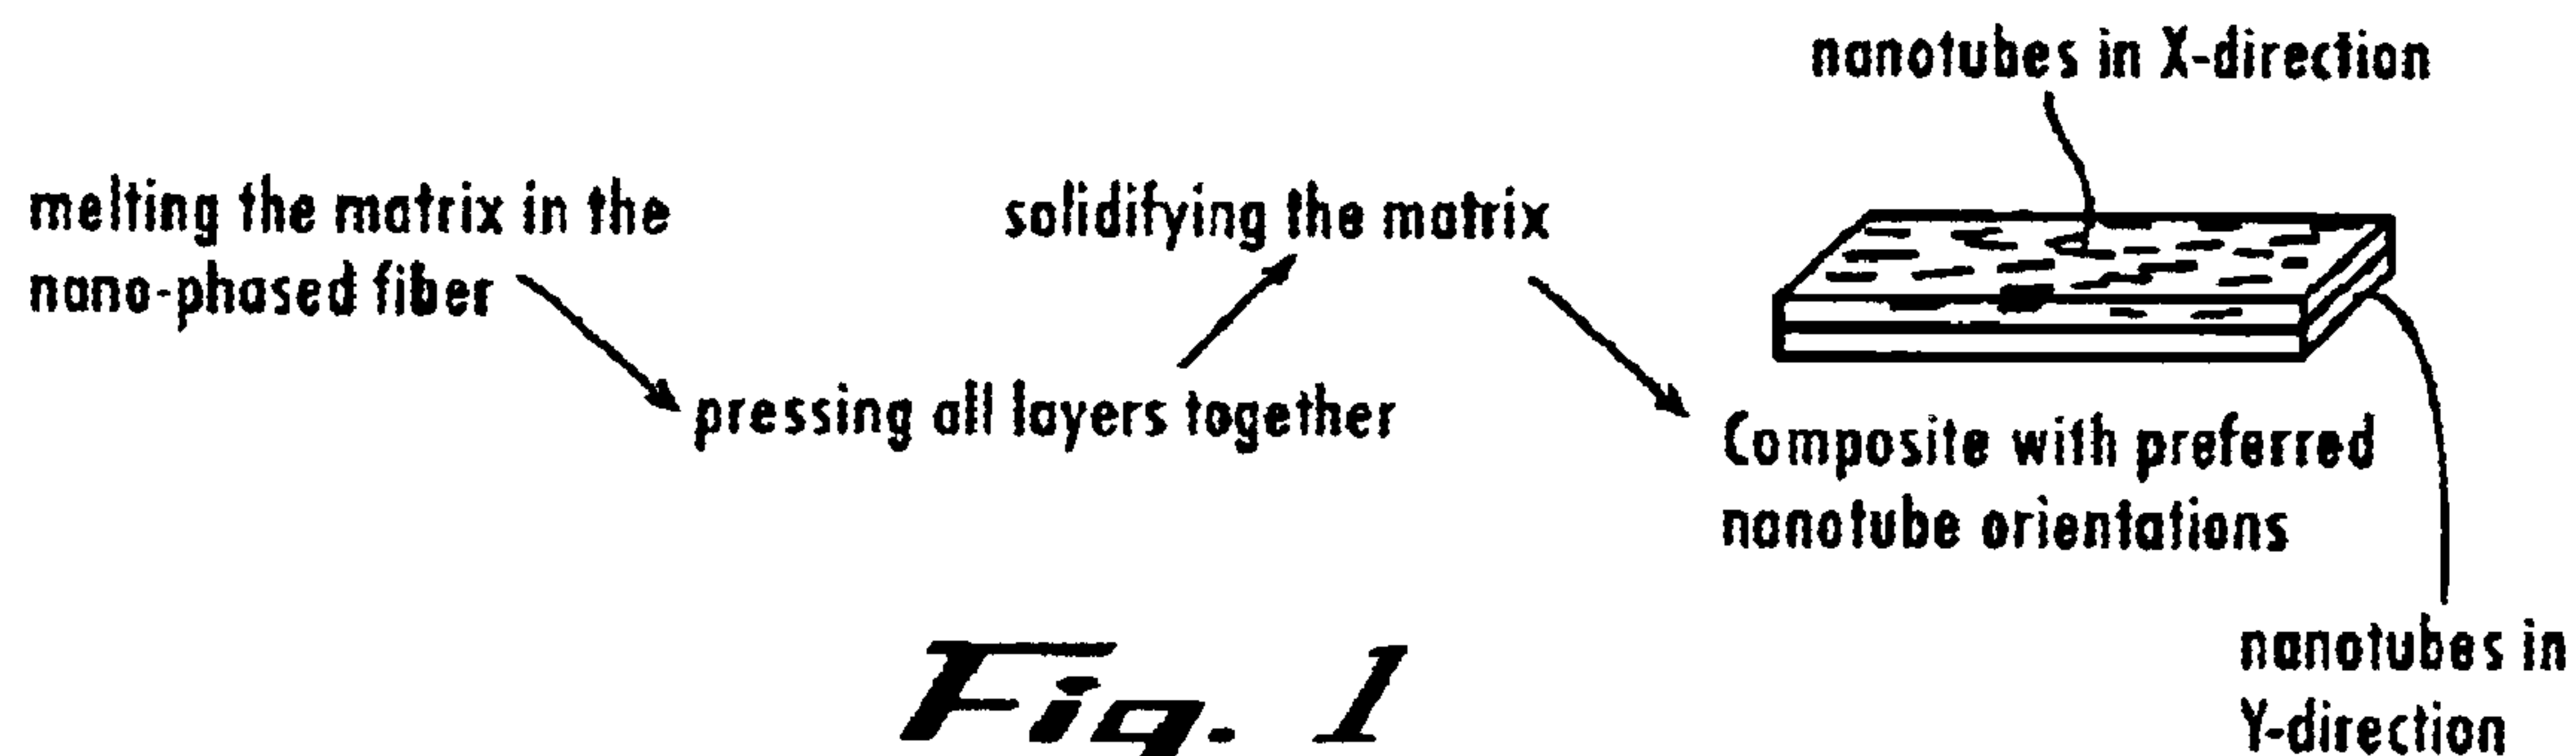 nanotubes in X-direction
melting the matrix in the
nano-phased fiber
solidifying the matrix
pressing all layers together
Composite with preferred
nanotube orientations
nanotubes in
Y-direction
Fig. 1